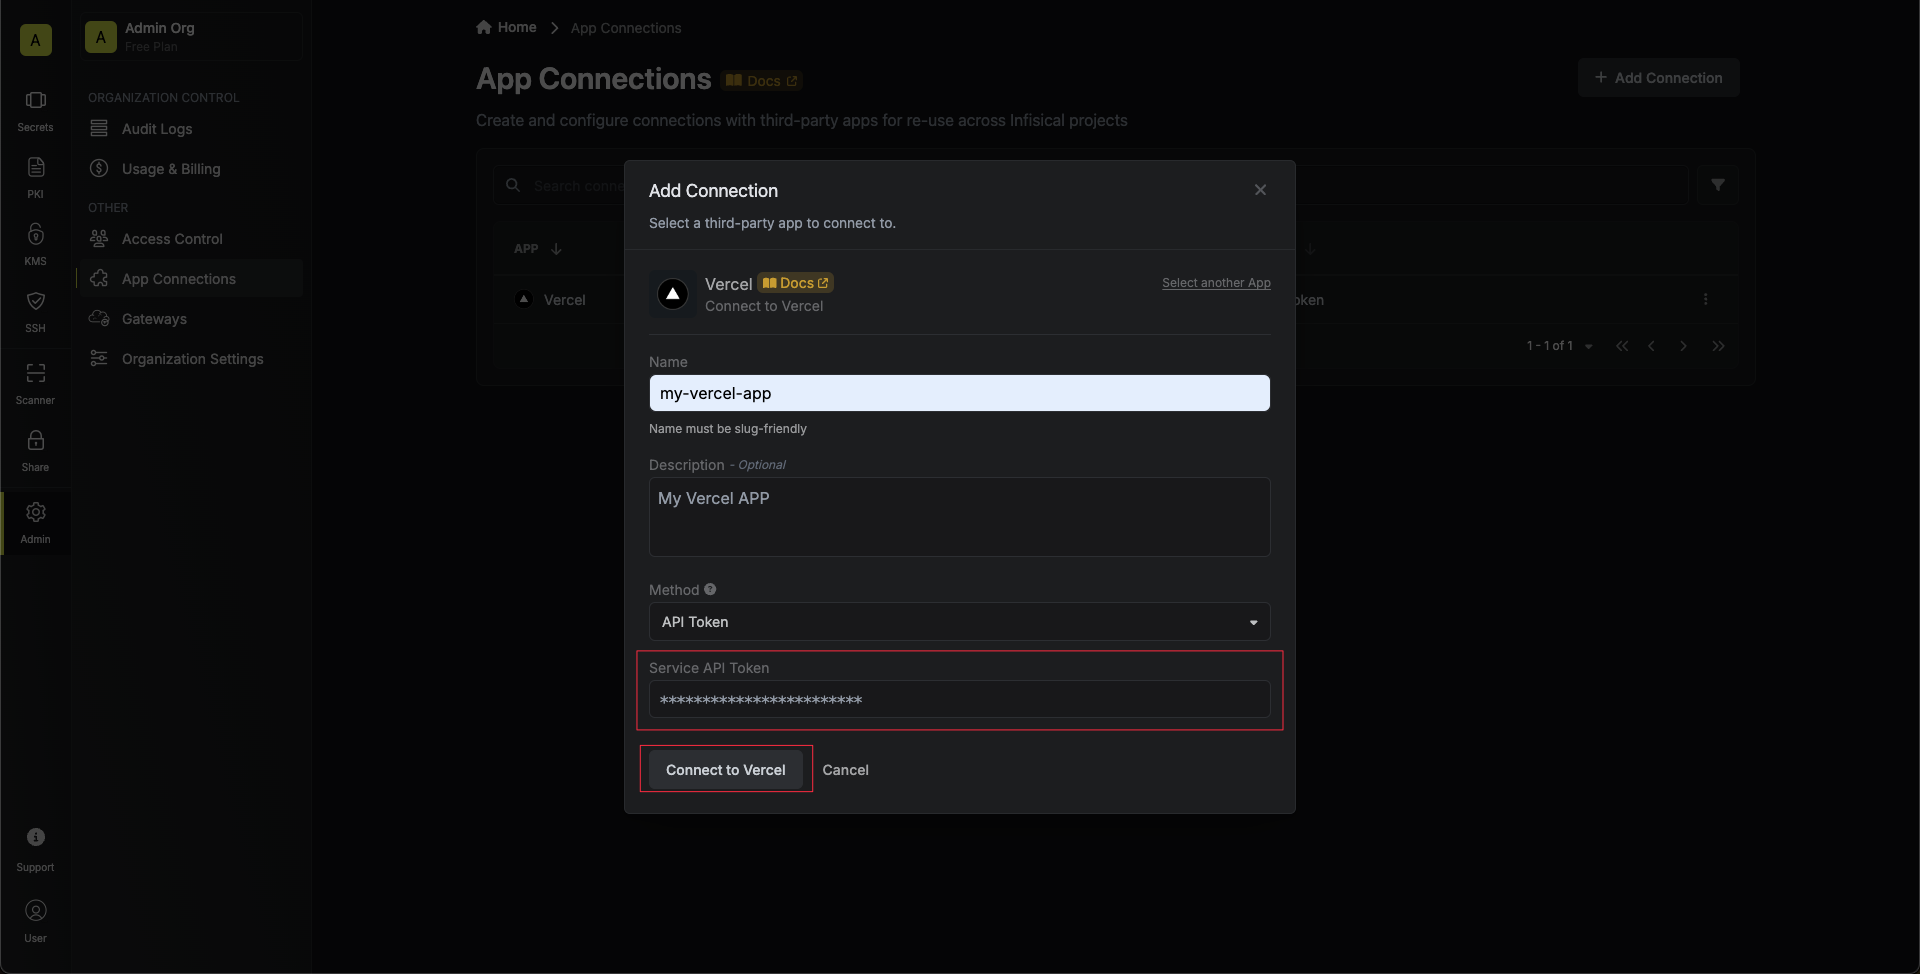 A
Secrets
PKI
KMS
SSH
Scanner
Share
Admin
Support
User
A
Admin Org
Free Plan
ORGANIZATION CONTROL
Audit Logs
Usage & Billing
OTHER
Access Control
App Connections
Gateways
Organization Settings
Home
App Connections
App Connections
Docs
Add Connection
Create and configure connections with third-party apps for re-use across Infisical projects
Search conne
APP
Vercel
oken
1 - 1 of 1
Add Connection
Select a third-party app to connect to.
Vercel
Docs
Select another App
Connect to Vercel
Name
my-vercel-app
Name must be slug-friendly
Description - Optional
My Vercel APP
Method
API Token
Service API Token
************************
Connect to Vercel
Cancel